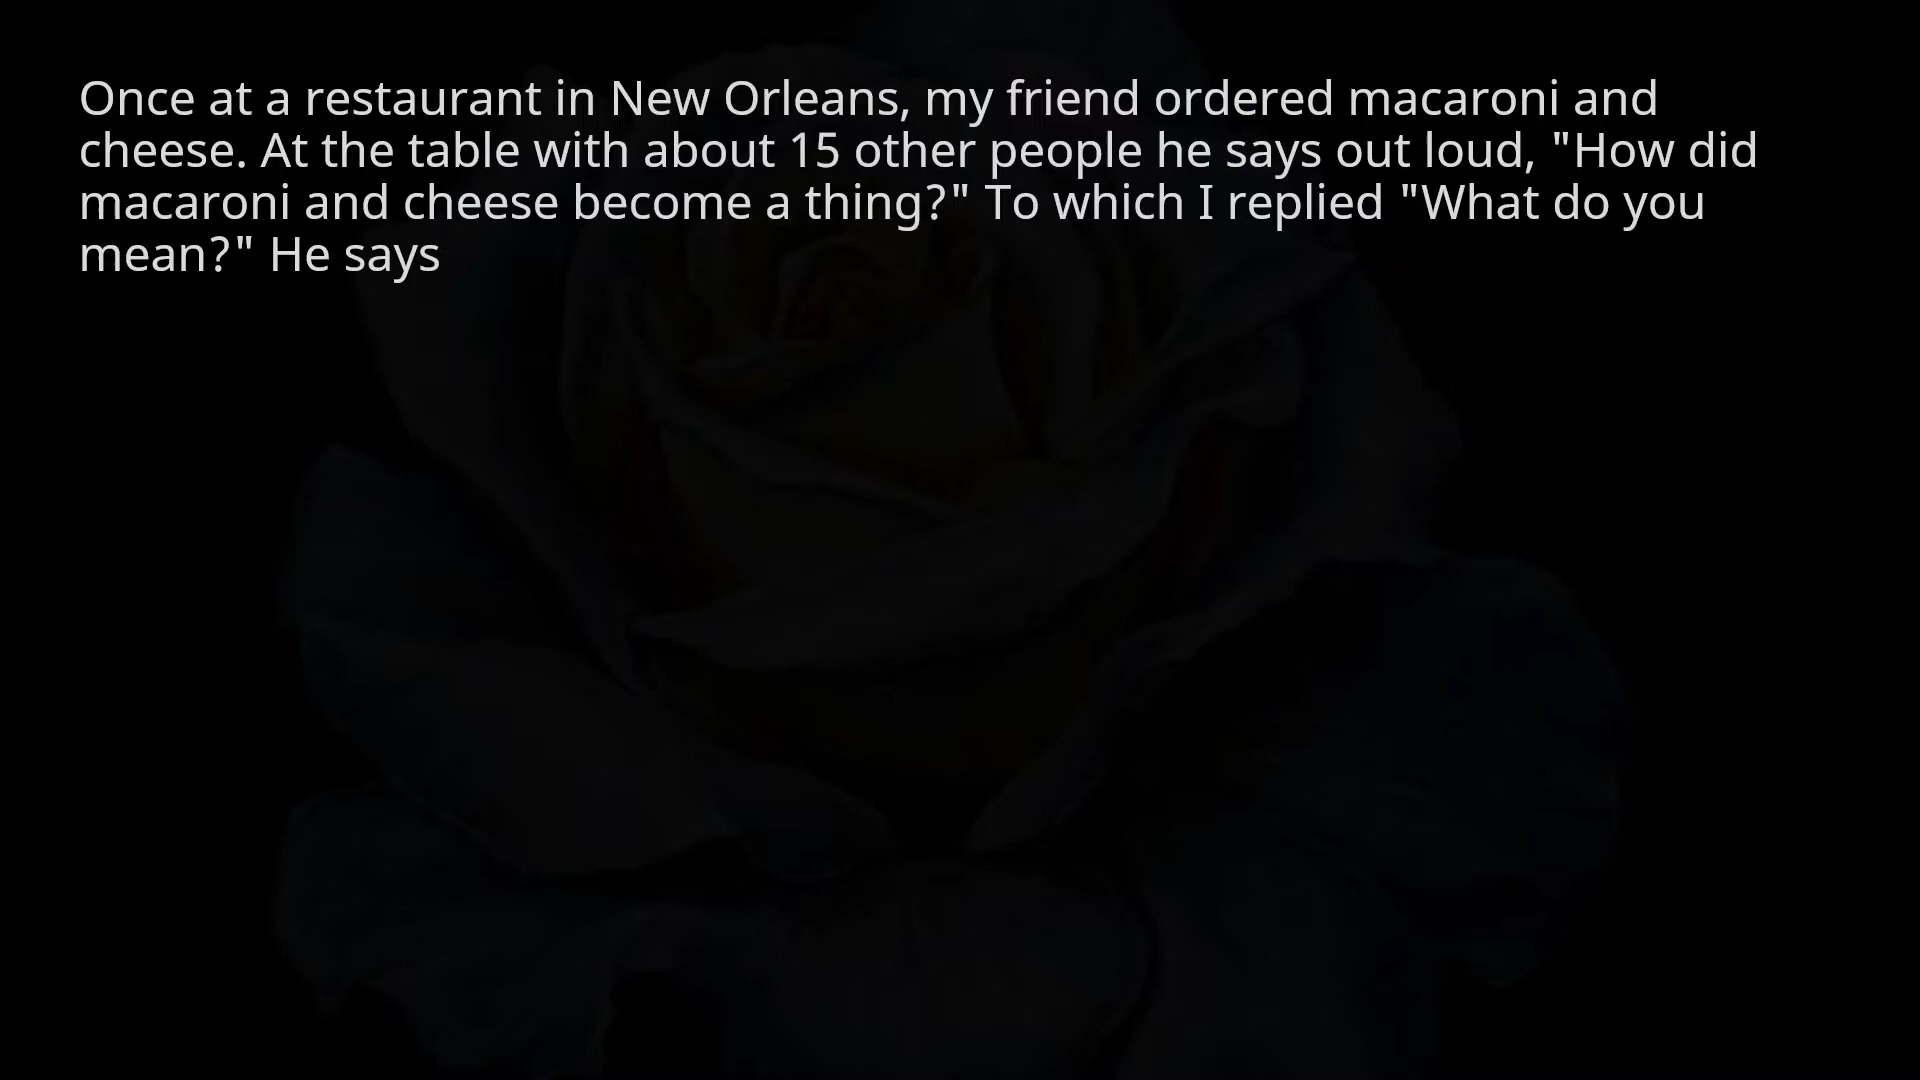 Once at a restaurant in New Orleans, my friend ordered macaroni and
cheese. At the table with about 15 other people he says out loud, "How did
macaroni and cheese become a thing?" To which I replied "What do you
mean?" He says